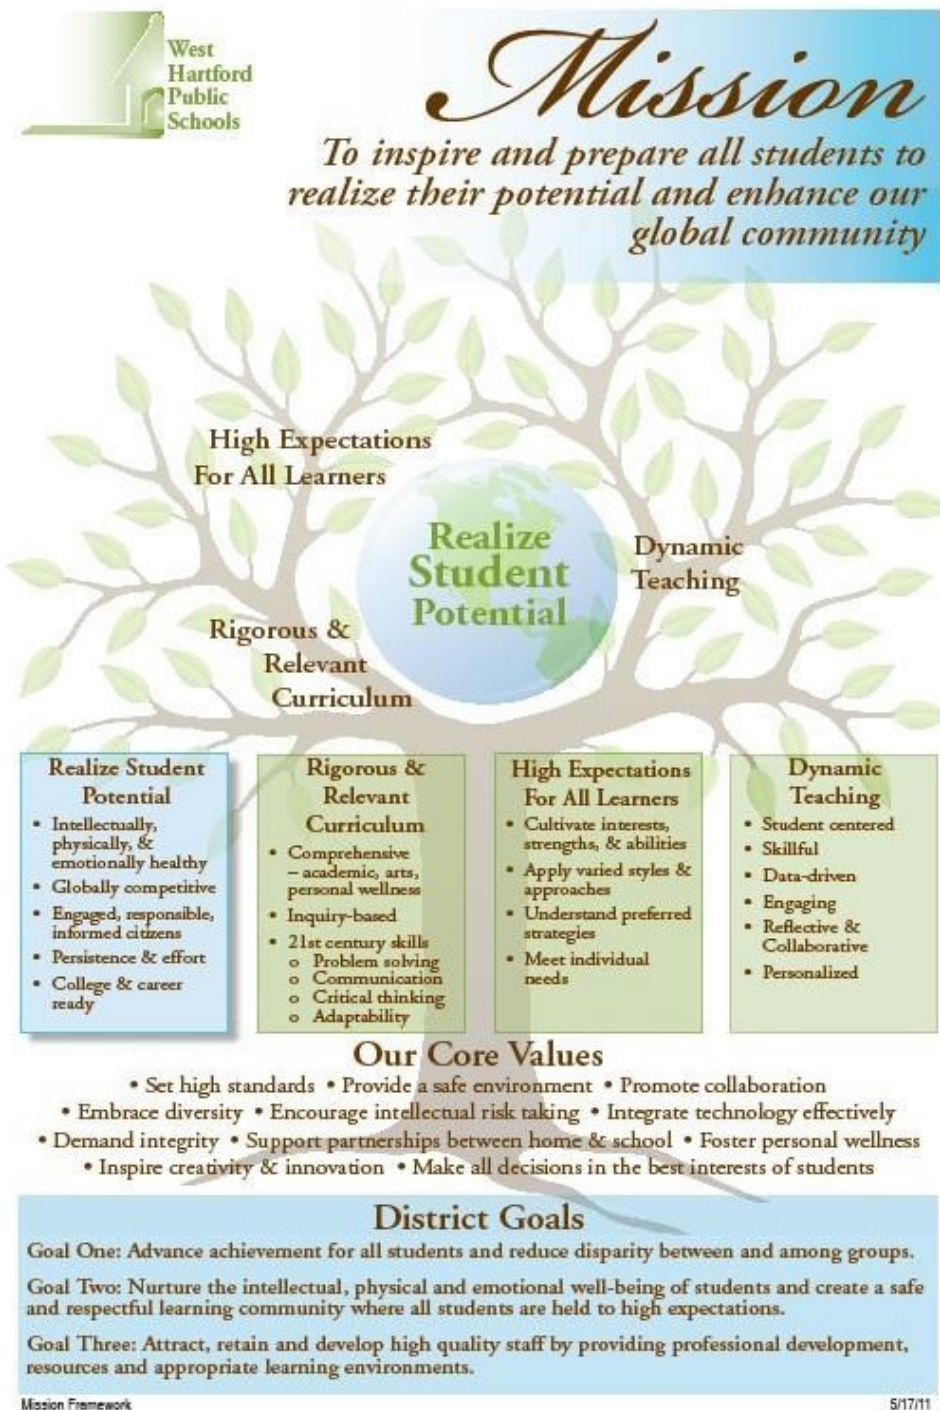 West
Hartford
Public
Schools
Mission
To inspire and prepare all students to
realize their potential and enhance our
global community
High Expectations
For All Learners
Realize
Student
Potential
Dynamic
Teaching
Rigorous &
Relevant
Curriculum
Realize Student
Potential
• Intellectually,
physically, &
emotionally healthy
• Globally competitive
• Engaged, responsible,
informed citizens
• Persistence & effort
• College & career
ready
Rigorous &
Relevant
Curriculum
• Comprehensive
– academic, arts,
personal wellness
• Inquiry-based
• 21st century skills
o Problem solving
o Communication
o Critical thinking
o Adaptability
High Expectations
For All Learners
• Cultivate interests,
strengths, & abilities
• Apply varied styles &
approaches
• Understand preferred
strategies
• Meet individual
needs
Dynamic
Teaching
• Student centered
• Skillful
• Data-driven
• Engaging
• Reflective &
Collaborative
• Personalized
Our Core Values
• Set high standards • Provide a safe environment • Promote collaboration
• Embrace diversity • Encourage intellectual risk taking • Integrate technology effectively
• Demand integrity • Support partnerships between home & school • Foster personal wellness
• Inspire creativity & innovation • Make all decisions in the best interests of students
District Goals
Goal One: Advance achievement for all students and reduce disparity between and among groups.
Goal Two: Nurture the intellectual, physical and emotional well-being of students and create a safe
and respectful learning community where all students are held to high expectations.
Goal Three: Attract, retain and develop high quality staff by providing professional development,
resources and appropriate learning environments.
Mission Framework
5/17/11